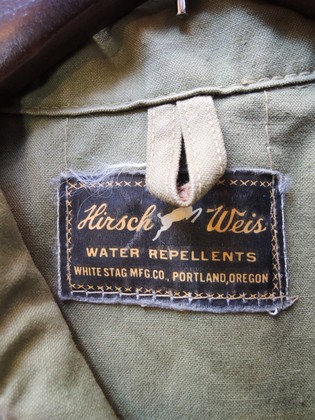 Hirsch Weis
WATER REPELLENTS
WHITE STAG MFG.CO., PORTLAND, OREGON